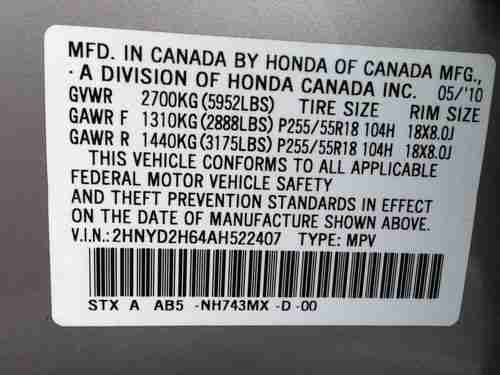 MFD. IN CANADA BY HONDA OF CANADA MFG.,
· A DIVISION OF HONDA CANADA INC. 05/'10
GVWR 2700KG (5952LBS) TIRE SIZE RIM SIZE
GAWR F 1310KG (2888LBS) P255/55R18 104H 18X8.0J
GAWR R 1440KG (3175LBS) P255/55R18 104H 18X8.0J
THIS VEHICLE CONFORMS TO ALL APPLICABLE
FEDERAL MOTOR VEHICLE SAFETY
AND THEFT PREVENTION STANDARDS IN EFFECT
ON THE DATE OF MANUFACTURE SHOWN ABOVE.
V.I.N.:2HNYD2H64AH522407 TYPE: MPV
STX A AB5 -NH743MX -D -00